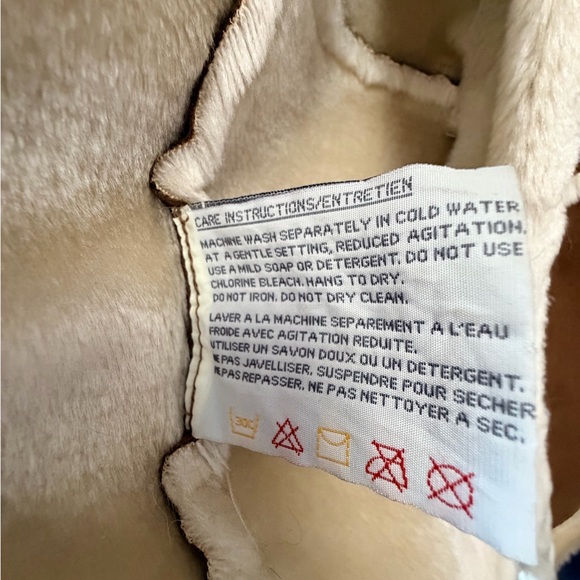 CARE INSTRUCTIONS/ENTRETIEN
MACHINE WASH SEPARATELY IN COLD WATER
AT A GENTLE SETTING, REDUCED AGITATION.
USE A MILD SOAP OR DETERGENT. DO NOT USE
CHLORINE BLEACH. HANG TO DRY.
DO NOT IRON. DO NOT DRY CLEAN.
LAVER A LA MACHINE SEPAREMENT A L'EAU
FROIDE AVEC AGITATION REDUITE.
UTILISER UN SAVON DOUX OU UN DETERGENT.
NE PAS JAVELLISER. SUSPENDRE POUR SECHER
NE PAS REPASSER. NE PAS NETTOYER A SEC.